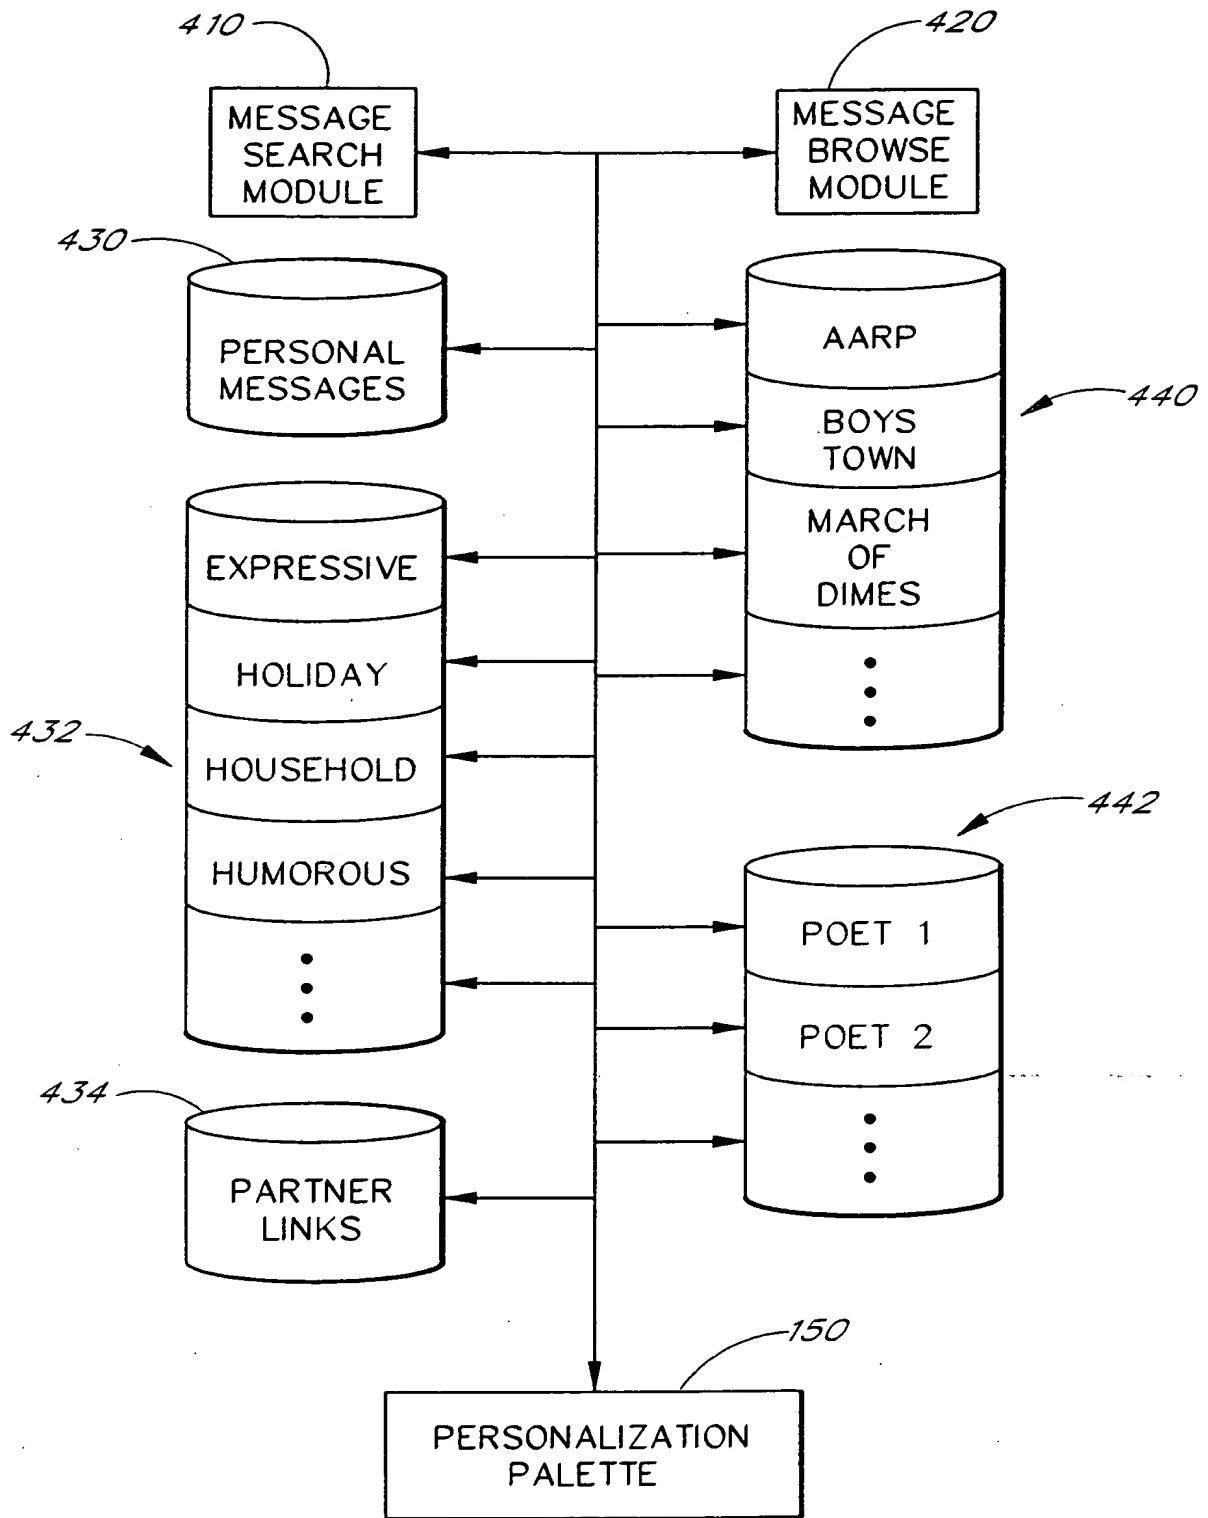 410
420
MESSAGE
SEARCH
MODULE
MESSAGE
BROWSE
MODULE
430
PERSONAL
MESSAGES
AARP
BOYS
TOWN
MARCH
OF
DIMES
440
EXPRESSIVE
HOLIDAY
HOUSEHOLD
HUMOROUS
432
442
POET 1
POET 2
434
PARTNER
LINKS
150
PERSONALIZATION
PALETTE